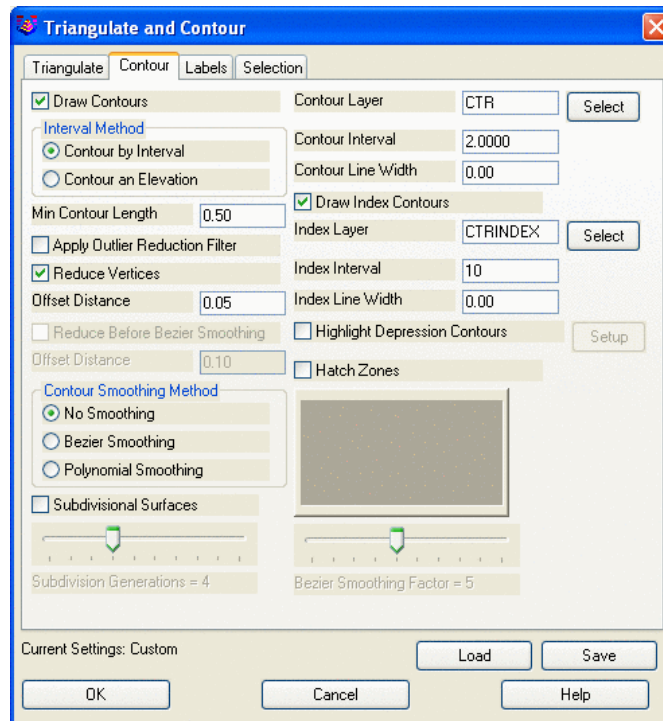 Triangulate and Contour
Triangulate Contour Labels Selection
Draw Contours
Interval Method
Contour by Interval
Contour an Elevation
Min Contour Length 0.50
Apply Outlier Reduction Filter
Reduce Vertices
Offset Distance 0.05
Reduce Before Bezier Smoothing
Offset Distance 0.10
Contour Smoothing Method
No Smoothing
Bezier Smoothing
Polynomial Smoothing
Subdivisional Surfaces
Subdivision Generations = 4
Contour Layer CTR Select
Contour Interval 2.0000
Contour Line Width 0.00
Draw Index Contours
Index Layer CTRINDEX Select
Index Interval 10
Index Line Width 0.00
Highlight Depression Contours Setup
Hatch Zones
Bezier Smoothing Factor = 5
Current Settings: Custom
Load Save
OK Cancel Help